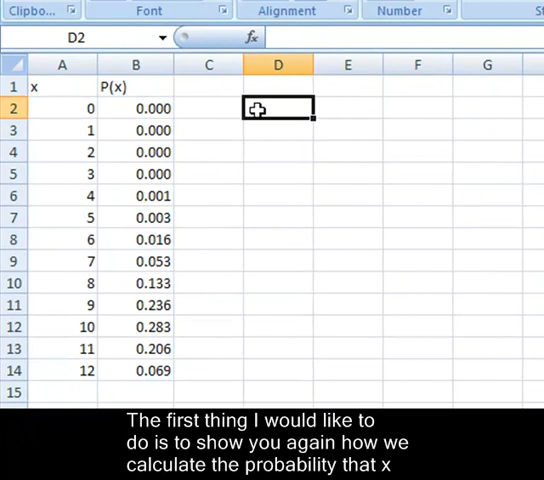 Clipbo... Font Alignment Number
D2 fx
A B C D E F G
1 x P(x)
2 0 0.000
3 1 0.000
4 2 0.000
5 3 0.000
6 4 0.001
7 5 0.003
8 6 0.016
9 7 0.053
10 8 0.133
11 9 0.236
12 10 0.283
13 11 0.206
14 12 0.069
15
The first thing I would like to
do is to show you again how we
calculate the probability that x